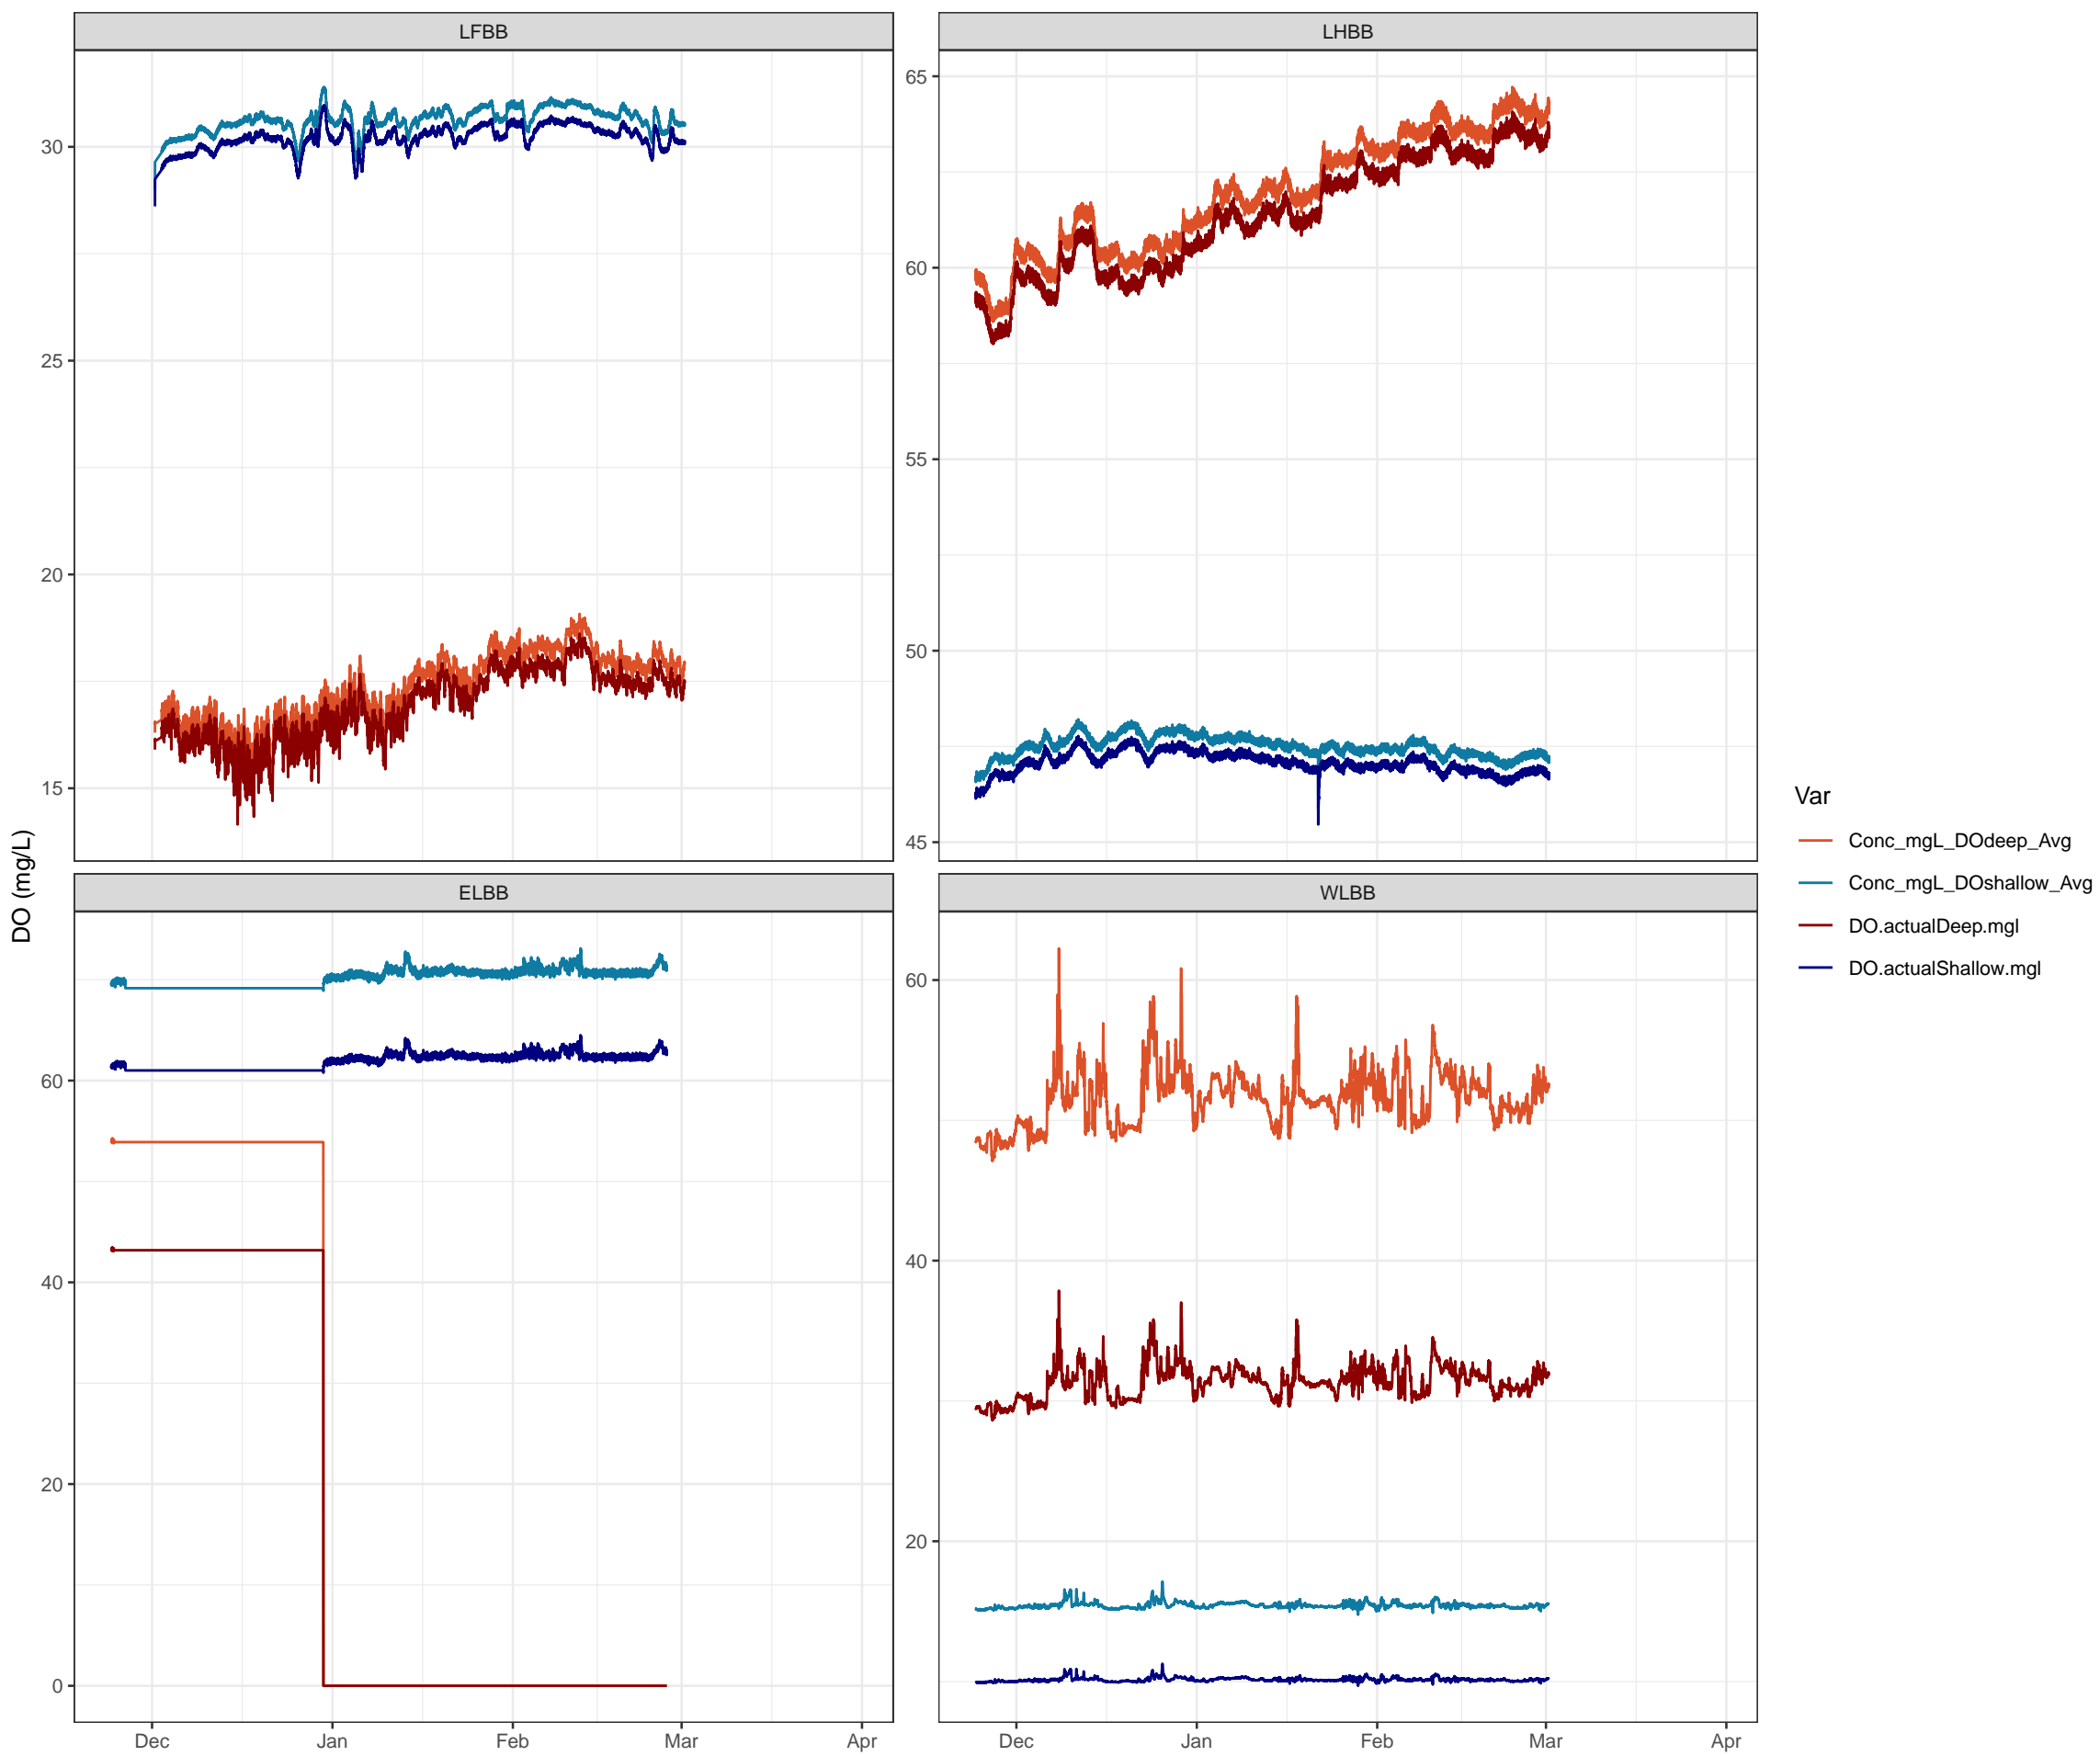 LFBB
LHBB
30
25
20
15
65
60
55
50
45
DO (mg/L)
ELBB
WLBB
60
40
20
0
60
40
20
Dec
Jan
Feb
Mar
Apr
Dec
Jan
Feb
Mar
Apr
Var
Conc_mgL_DOdeep_Avg
Conc_mgL_DOshallow_Avg
DO.actualDeep.mgl
DO.actualShallow.mgl